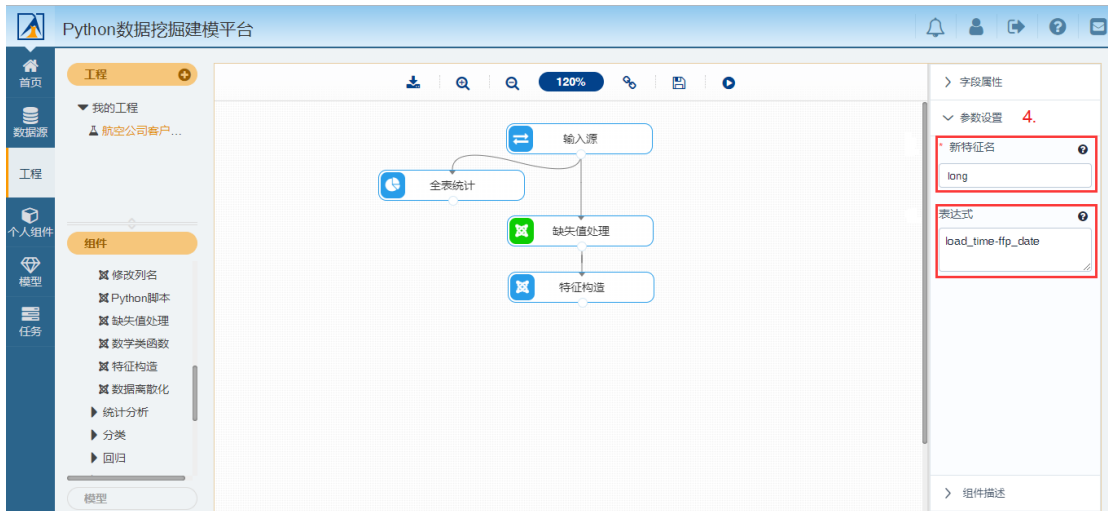 Python数据挖掘建模平台
首页
数据源
工程
个人组件
模型
任务
工程
我的工程
航空公司客户...
组件
修改列名
Python脚本
缺失值处理
数学类函数
特征构造
数据离散化
统计分析
分类
回归
模型
120%
输入源
全表统计
缺失值处理
特征构造
字段属性
参数设置 4.
* 新特征名
long
表达式
load_time-ffp_date
组件描述